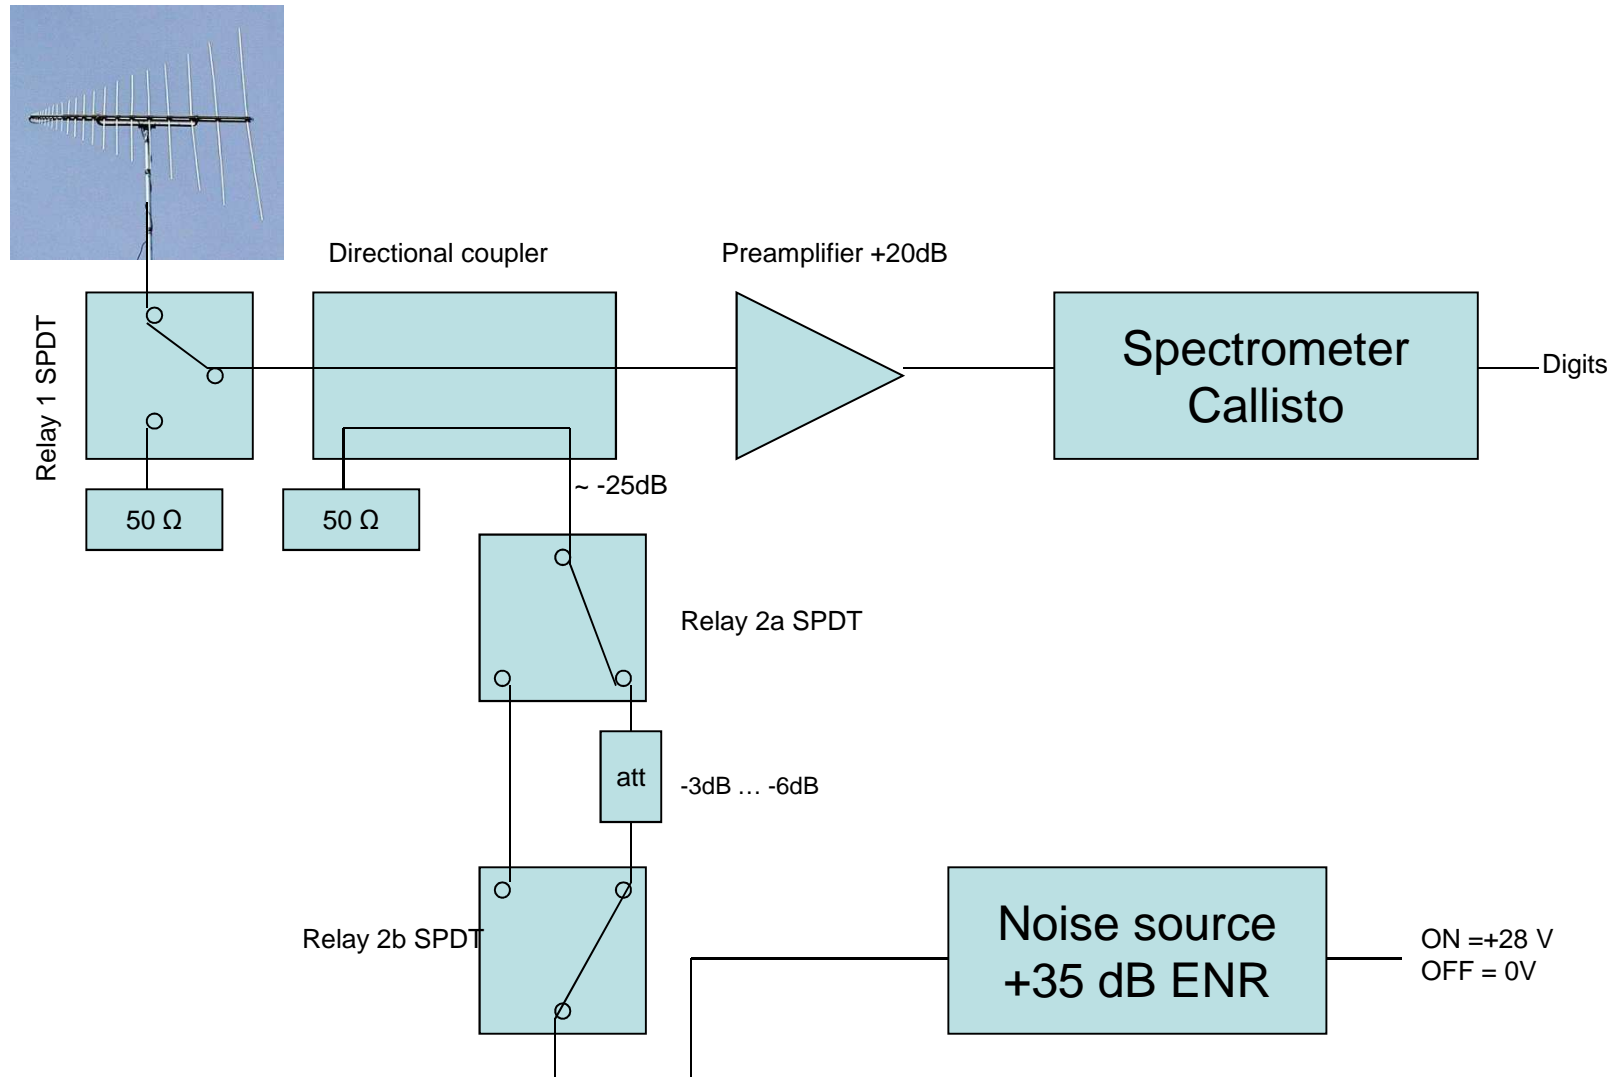 Directional coupler
Preamplifier +20dB
Relay 1 SPDT
Spectrometer
Callisto
Digits
50 Ω
50 Ω
~ -25dB
Relay 2a SPDT
att
-3dB … -6dB
Relay 2b SPDT
Noise source
+35 dB ENR
ON =+28 V
OFF = 0V